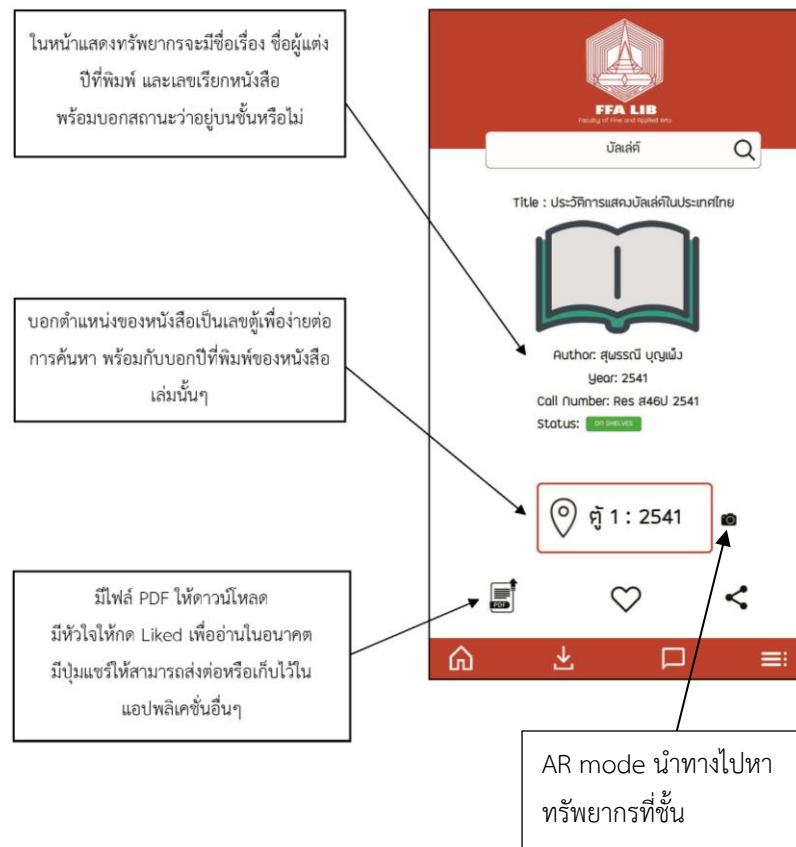 ในหน้าแสดงทรัพยากรจะมีชื่อเรื่อง ชื่อผู้แต่ง
ปีที่พิมพ์ และเลขเรียกหนังสือ
พร้อมบอกสถานะว่าอยู่บนชั้นหรือไม่
บอกตำแหน่งของหนังสือเป็นเลขตู้เพื่อง่ายต่อ
การค้นหา พร้อมกับบอกปีที่พิมพ์ของหนังสือ
เล่มนั้นๆ
มีไฟล์ PDF ให้ดาวน์โหลด
มีหัวใจให้กด Liked เพื่ออ่านในอนาคต
มีปุ่มแชร์ให้สามารถส่งต่อหรือเก็บไว้ใน
แอปพลิเคชั่นอื่นๆ
FFA LIB
Faculty of Fine and Applied Arts
บัลเล่ต์
Title : ประวัติการแสดงบัลเล่ต์ในประเทศไทย
Author: สุพรรณี บุญเพ็ง
Year: 2541
Call Number: Res ส46ป 2541
Status: ON SHELVES
ตู้ 1 : 2541
PDF
AR mode นำทางไปหา
ทรัพยากรที่ชั้น